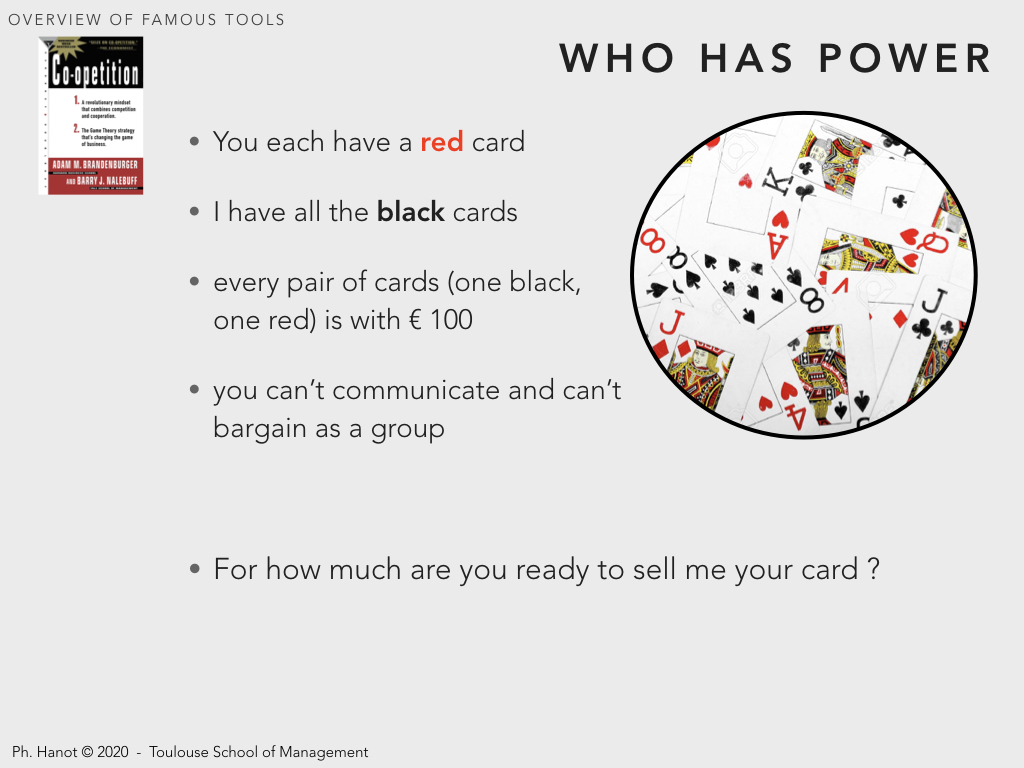 OVERVIEW OF FAMOUS TOOLS
WHO HAS POWER
Co-opetition
1. A revolutionary mindset
that combines competition
and cooperation.
2. The Game Theory strategy
that's changing the game
of business.
ADAM M. BRANDENBURGER
AND BARRY J. NALEBUFF
• You each have a red card
• I have all the black cards
• every pair of cards (one black,
one red) is with € 100
• you can’t communicate and can’t
bargain as a group
• For how much are you ready to sell me your card ?
K
A
8
Q
Q
8
J
J
4
Ph. Hanot © 2020 - Toulouse School of Management